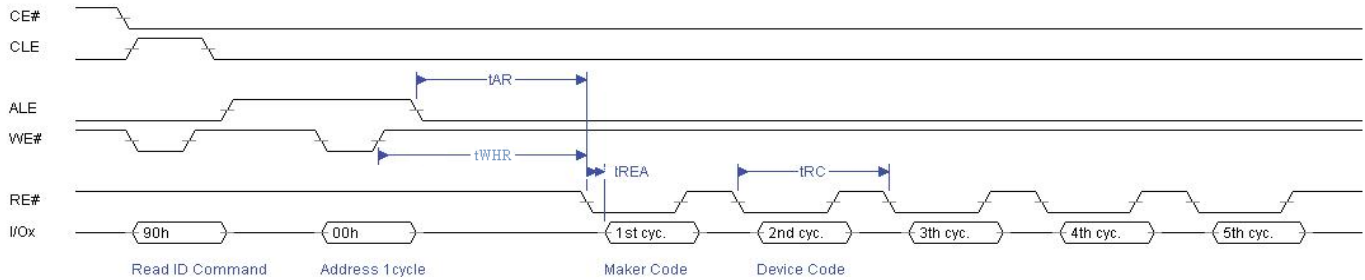 CE#
CLE
tAR
ALE
WE#
tWHR
tREA
tRC
RE#
I/Ox 90h 00h 1st cyc. 2nd cyc. 3th cyc. 4th cyc. 5th cyc.
Read ID Command Address 1cycle Maker Code Device Code